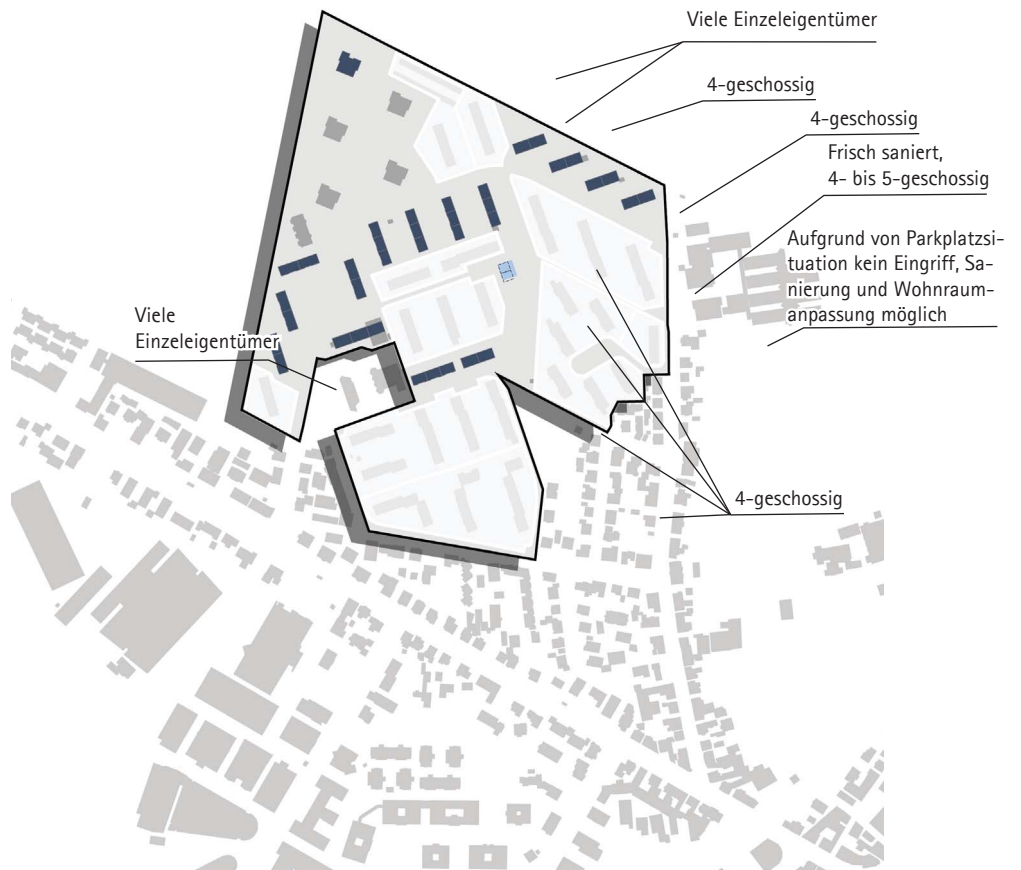 Viele Einzeleigentümer
4-geschossig
4-geschossig
Frisch saniert,
4- bis 5-geschossig
Aufgrund von Parkplatzsi-
tuation kein Eingriff, Sa-
nierung und Wohnraum-
anpassung möglich
Viele
Einzeleigentümer
4-geschossig